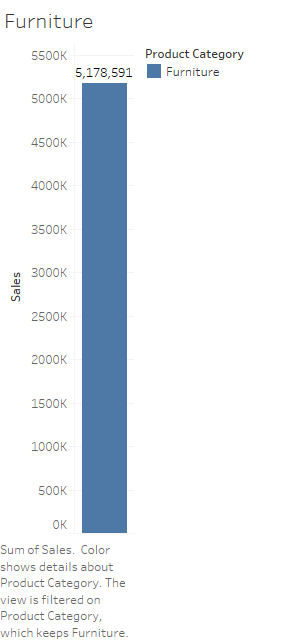 Furniture
Product Category
Furniture
5500K
5,178,591
5000K
4500K
4000K
3500K
3000K
2500K
2000K
1500K
1000K
500K
0K
Sales
Sum of Sales. Color
shows details about
Product Category. The
view is filtered on
Product Category,
which keeps Furniture.